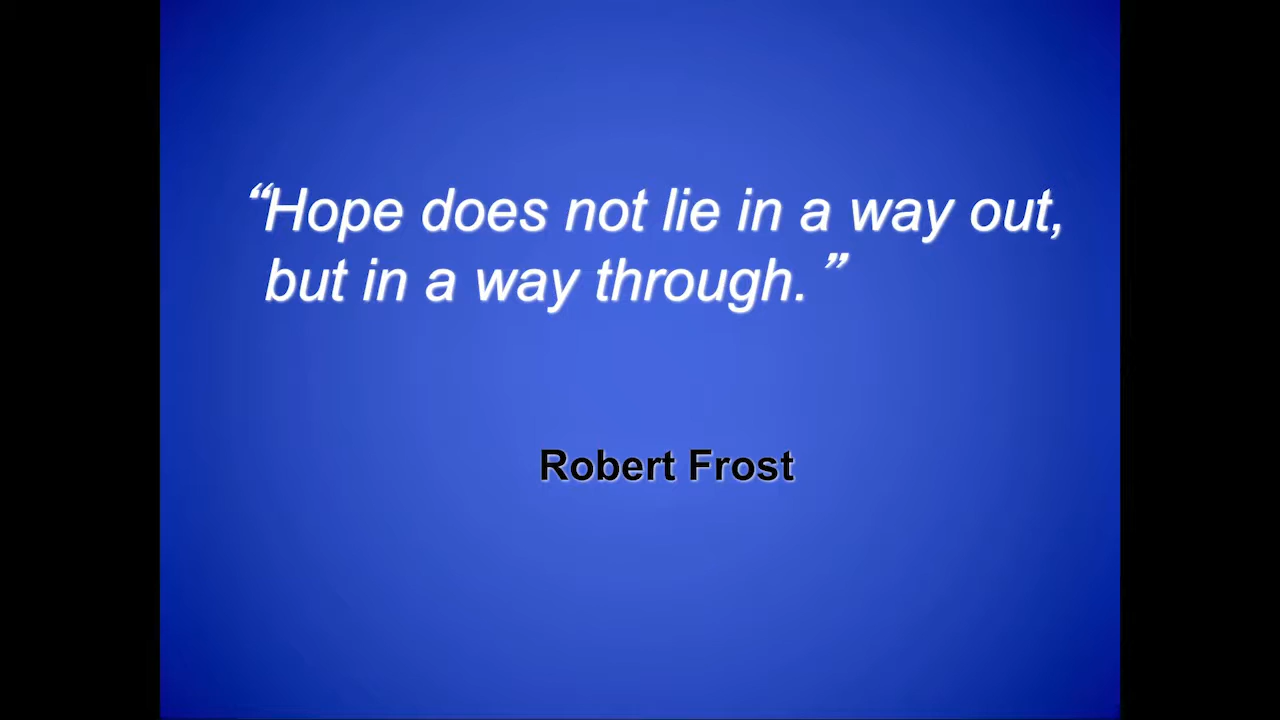 “Hope does not lie in a way out,
but in a way through.”
Robert Frost